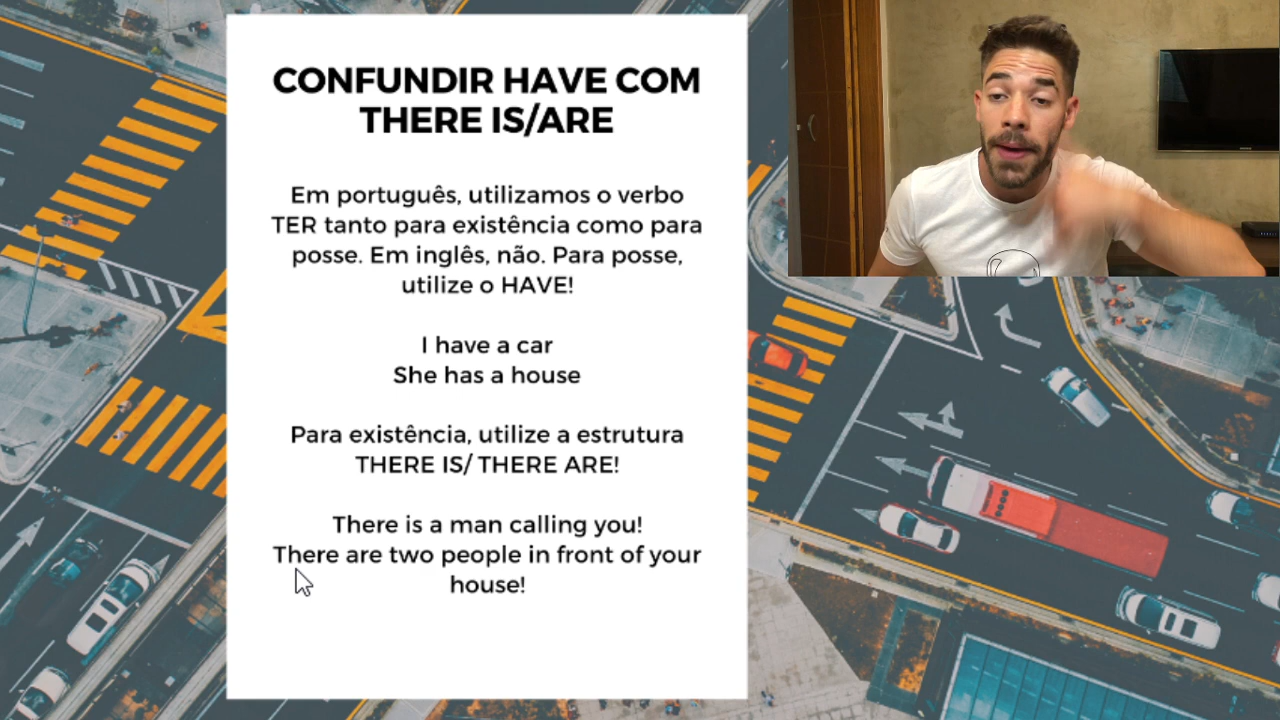 CONFUNDIR HAVE COM
THERE IS/ARE
Em português, utilizamos o verbo
TER tanto para existência como para
posse. Em inglês, não. Para posse,
utilize o HAVE!
I have a car
She has a house
Para existência, utilize a estrutura
THERE IS/ THERE ARE!
There is a man calling you!
There are two people in front of your
house!